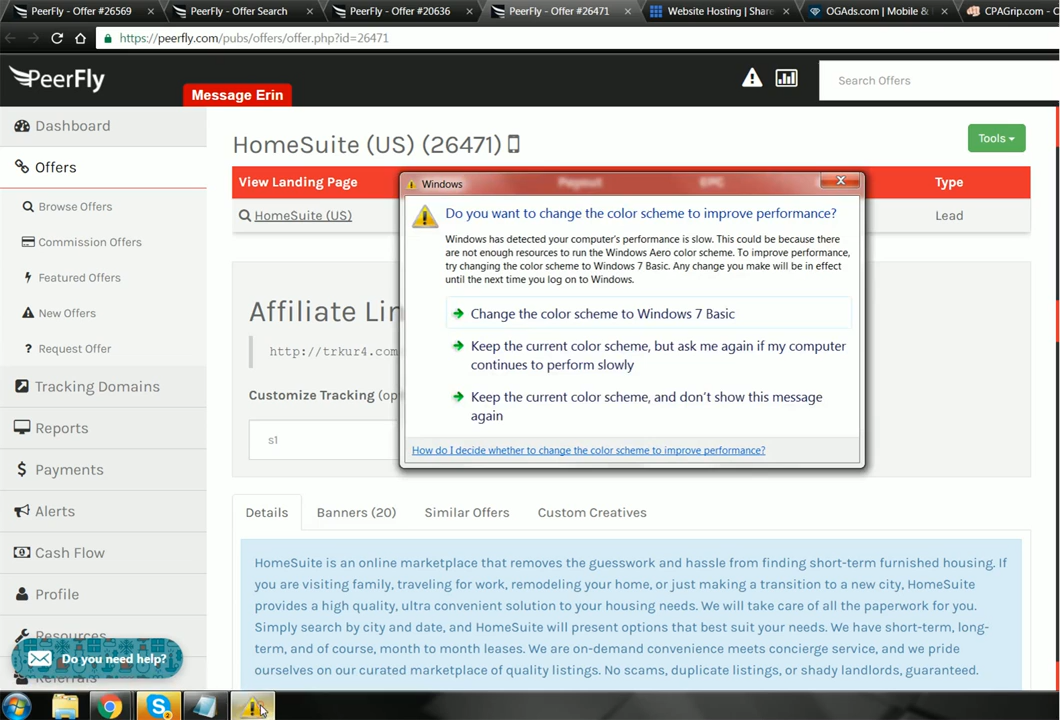 PeerFly - Offer #26569
PeerFly - Offer Search
PeerFly - Offer #20636
PeerFly - Offer #26471
Website Hosting | Share
OGAds.com | Mobile &
CPAGrip.com - C
https://peerfly.com/pubs/offers/offer.php?id=26471
PeerFly
Message Erin
Search Offers
Dashboard
Offers
Browse Offers
Commission Offers
Featured Offers
New Offers
Request Offer
Tracking Domains
Reports
Payments
Alerts
Cash Flow
Profile
Resources
Referrals
Do you need help?
HomeSuite (US) (26471)
Tools
View Landing Page
Payout
EPC
Type
HomeSuite (US)
Lead
Affiliate Lin
http://trkur4.com
Customize Tracking (op
s1
Windows
Do you want to change the color scheme to improve performance?
Windows has detected your computer's performance is slow. This could be because there
are not enough resources to run the Windows Aero color scheme. To improve performance,
try changing the color scheme to Windows 7 Basic. Any change you make will be in effect
until the next time you log on to Windows.
Change the color scheme to Windows 7 Basic
Keep the current color scheme, but ask me again if my computer
continues to perform slowly
Keep the current color scheme, and don't show this message
again
How do I decide whether to change the color scheme to improve performance?
Details
Banners (20)
Similar Offers
Custom Creatives
HomeSuite is an online marketplace that removes the guesswork and hassle from finding short-term furnished housing. If
you are visiting family, traveling for work, remodeling your home, or just making a transition to a new city, HomeSuite
provides a high quality, ultra convenient solution to your housing needs. We will take care of all the paperwork for you.
Simply search by city and date, and HomeSuite will present options that best suit your needs. We have short-term, long-
term, and of course, month to month leases. We are on-demand convenience meets concierge service, and we pride
ourselves on our curated marketplace of quality listings. No scams, duplicate listings, or shady landlords, guaranteed.